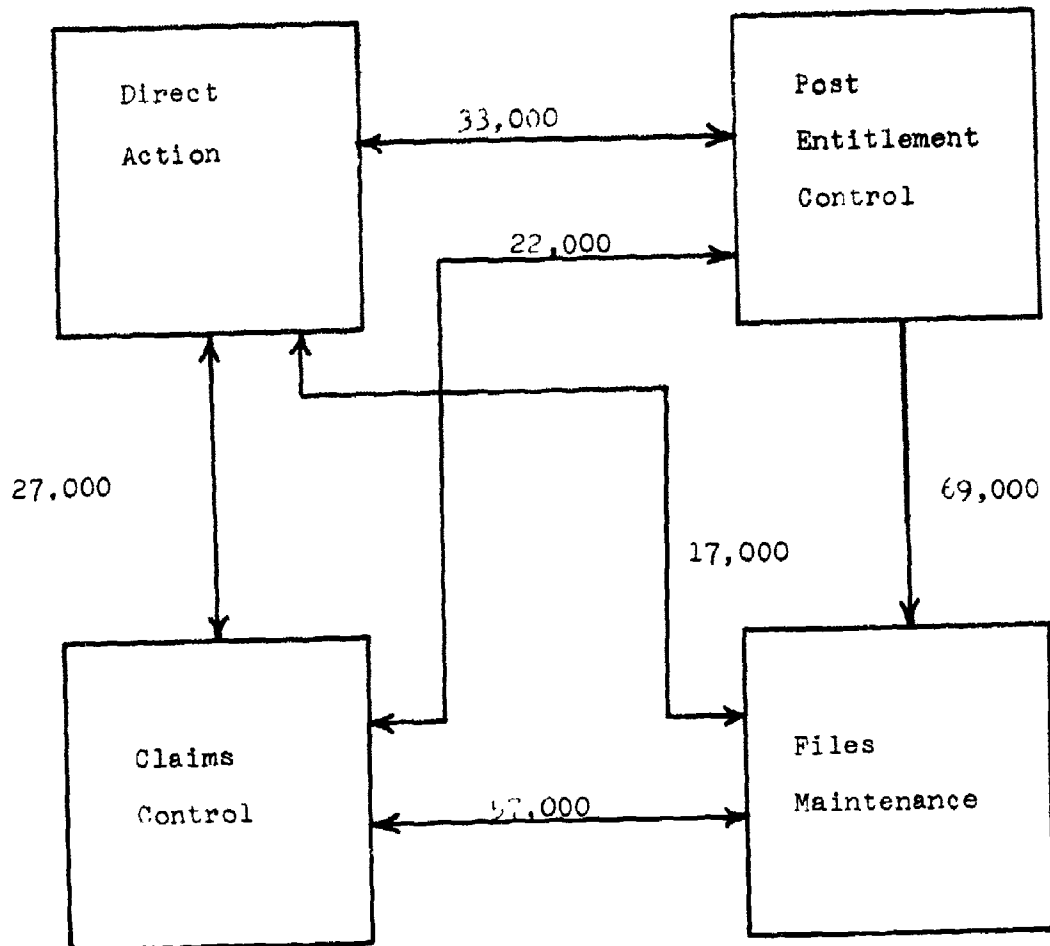 Direct
Action
Post
Entitlement
Control
33,000
22,000
27,000
69,000
17,000
Claims
Control
Files
Maintenance